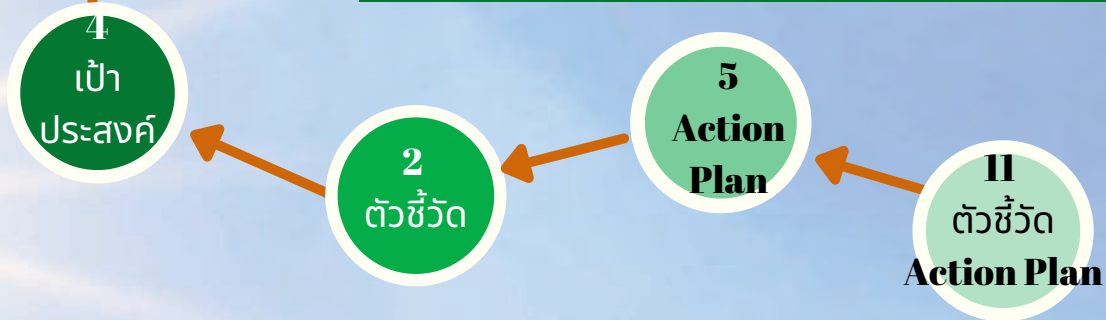 4
เป้า
ประสงค์
2
ตัวชี้วัด
5
Action
Plan
11
ตัวชี้วัด
Action Plan